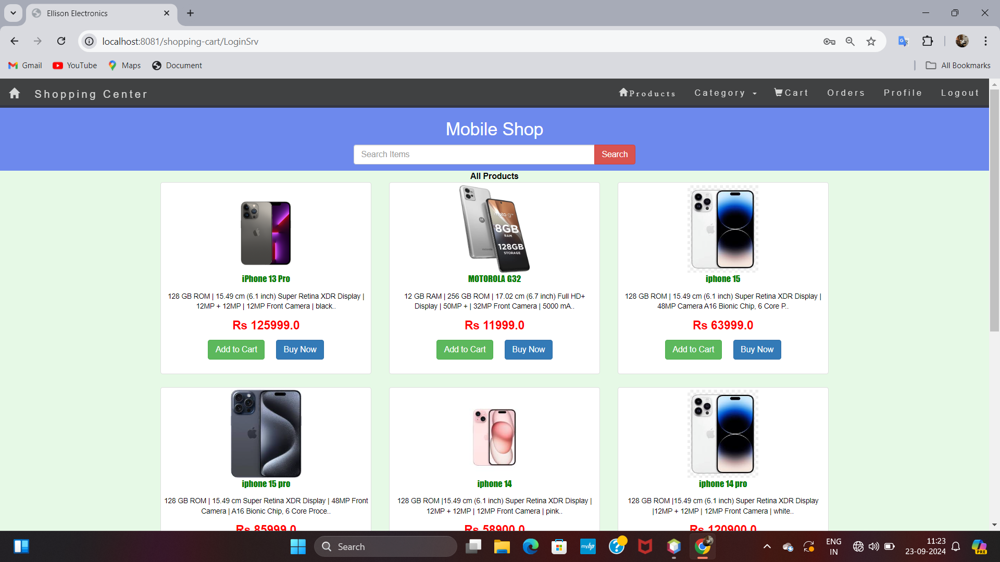 Ellison Electronics
localhost:8081/shopping-cart/LoginSrv
Gmail YouTube Maps Document All Bookmarks
Shopping Center Products Category Cart Orders Profile Logout
Mobile Shop
Search Items Search
All Products
moto g32
8GB
RAM
128GB
STORAGE
iPhone 13 Pro
128 GB ROM | 15.49 cm (6.1 inch) Super Retina XDR Display |
12MP + 12MP | 12MP Front Camera | black..
Rs 125999.0
Add to Cart Buy Now
MOTOROLA G32
12 GB RAM | 256 GB ROM | 17.02 cm (6.7 inch) Full HD+
Display | 50MP + | 32MP Front Camera | 5000 mA..
Rs 11999.0
Add to Cart Buy Now
iphone 15
128 GB ROM | 15.49 cm (6.1 inch) Super Retina XDR Display |
48MP Camera A16 Bionic Chip, 6 Core P..
Rs 63999.0
Add to Cart Buy Now
iphone 15 pro
128 GB ROM | 15.49 cm Super Retina XDR Display | 48MP Front
Camera | A16 Bionic Chip, 6 Core Proce..
Rs 85999.0
iphone 14
128 GB ROM |15.49 cm (6.1 inch) Super Retina XDR Display |
12MP + 12MP | 12MP Front Camera | pink..
Rs 58900.0
iphone 14 pro
128 GB ROM |15.49 cm (6.1 inch) Super Retina XDR Display
|12MP + 12MP | 12MP Front Camera | white..
Rs 120900.0
Search
myhp
ENG
IN
11:23
23-09-2024
PRE